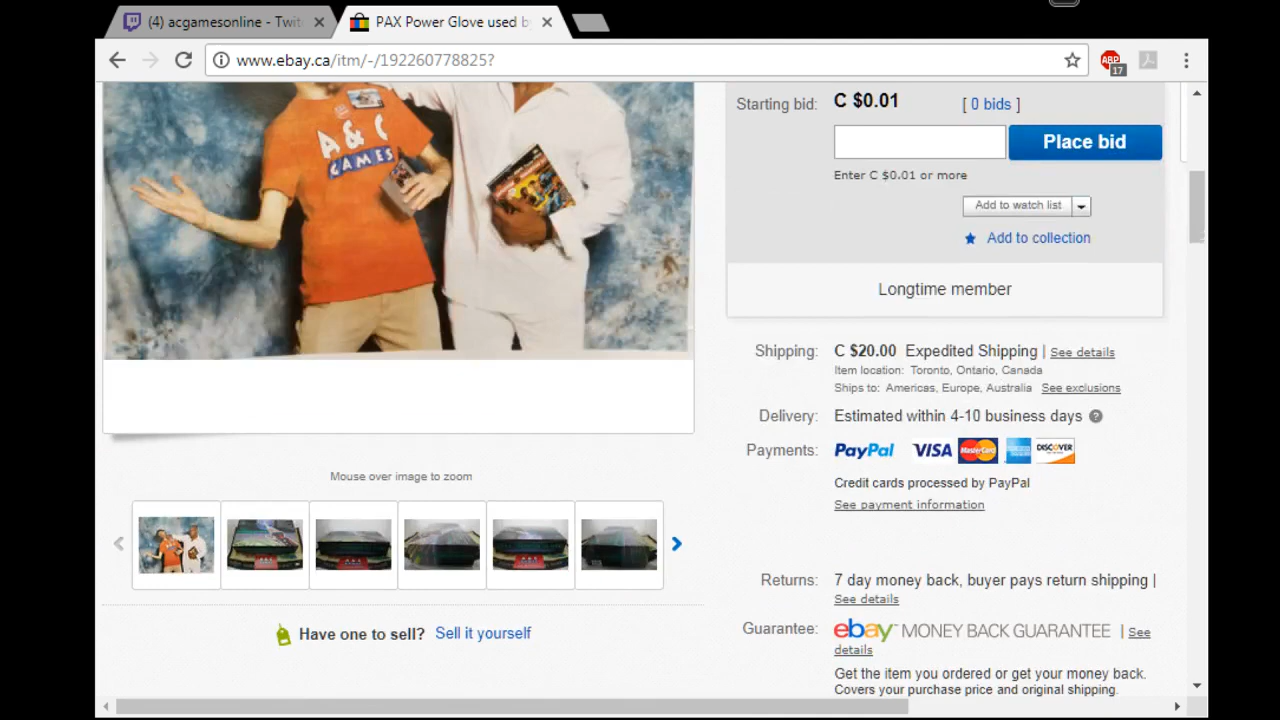 (4) acgamesonline - Twit
PAX Power Glove used b
www.ebay.ca/itm/-/192260778825?
ABP
17
A & C
GAMES
Starting bid: C $0.01 [ 0 bids ]
Place bid
Enter C $0.01 or more
Add to watch list
Add to collection
Longtime member
Shipping: C $20.00 Expedited Shipping | See details
Item location: Toronto, Ontario, Canada
Ships to: Americas, Europe, Australia See exclusions
Delivery: Estimated within 4-10 business days ?
Payments: PayPal VISA MasterCard AMERICAN EXPRESS DISCOVER
Credit cards processed by PayPal
See payment information
Mouse over image to zoom
Returns: 7 day money back, buyer pays return shipping |
See details
Have one to sell? Sell it yourself
Guarantee: ebay™ MONEY BACK GUARANTEE | See
details
Get the item you ordered or get your money back.
Covers your purchase price and original shipping.